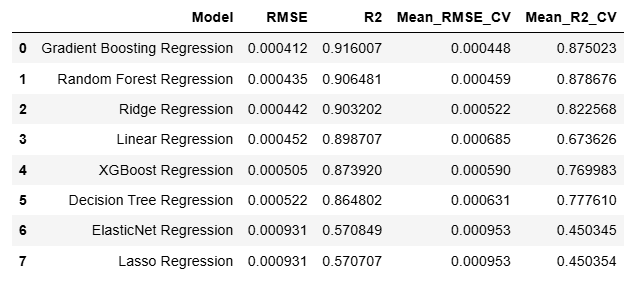 Model RMSE R2 Mean_RMSE_CV Mean_R2_CV
0 Gradient Boosting Regression 0.000412 0.916007 0.000448 0.875023
1 Random Forest Regression 0.000435 0.906481 0.000459 0.878676
2 Ridge Regression 0.000442 0.903202 0.000522 0.822568
3 Linear Regression 0.000452 0.898707 0.000685 0.673626
4 XGBoost Regression 0.000505 0.873920 0.000590 0.769983
5 Decision Tree Regression 0.000522 0.864802 0.000631 0.777610
6 ElasticNet Regression 0.000931 0.570849 0.000953 0.450345
7 Lasso Regression 0.000931 0.570707 0.000953 0.450354